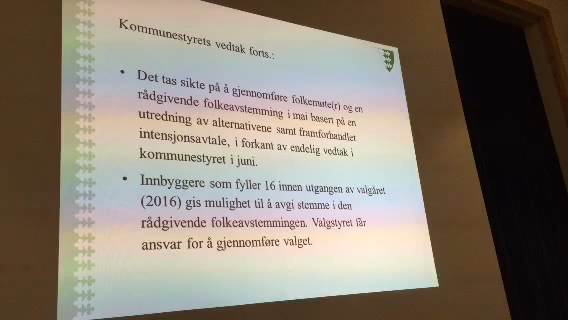 Kommunestyrets vedtak forts.:
• Det tas sikte på å gjennomføre folkemøte(r) og en
rådgivende folkeavstemming i mai basert på en
utredning av alternativene samt framforhandlet
intensjonsavtale, i forkant av endelig vedtak i
kommunestyret i juni.
• Innbyggere som fyller 16 innen utgangen av valgåret
(2016) gis mulighet til å avgi stemme i den
rådgivende folkeavstemmingen. Valgstyret får
ansvar for å gjennomføre valget.